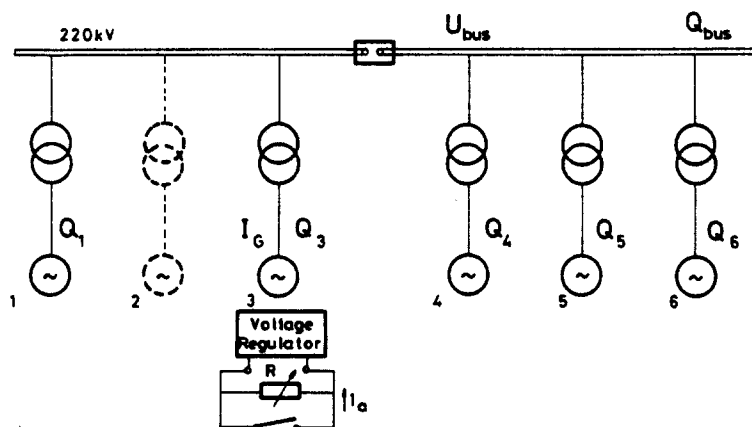 220kV U_bus Q_bus
Q_1 I_G Q_3 Q_4 Q_5 Q_6
~ ~ ~ ~ ~ ~
1 2 3 4 5 6
Voltage
Regulator
R
I_a